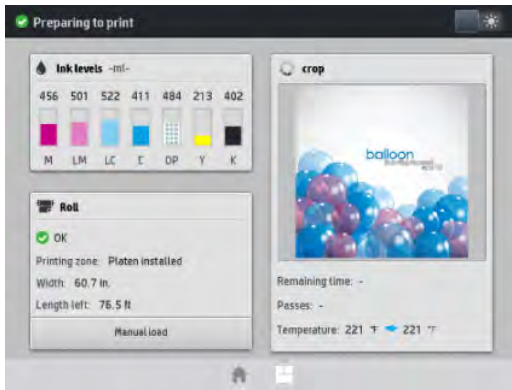 Preparing to print
Ink levels -ml-
456 501 522 411 484 213 402
M LM LC C OP Y K
Roll
OK
Printing zone: Platen installed
Width: 60.7 in.
Length left: 76.5 ft
Manual load
crop
balloon
Remaining time: -
Passes: -
Temperature: 221 °F 221 °F